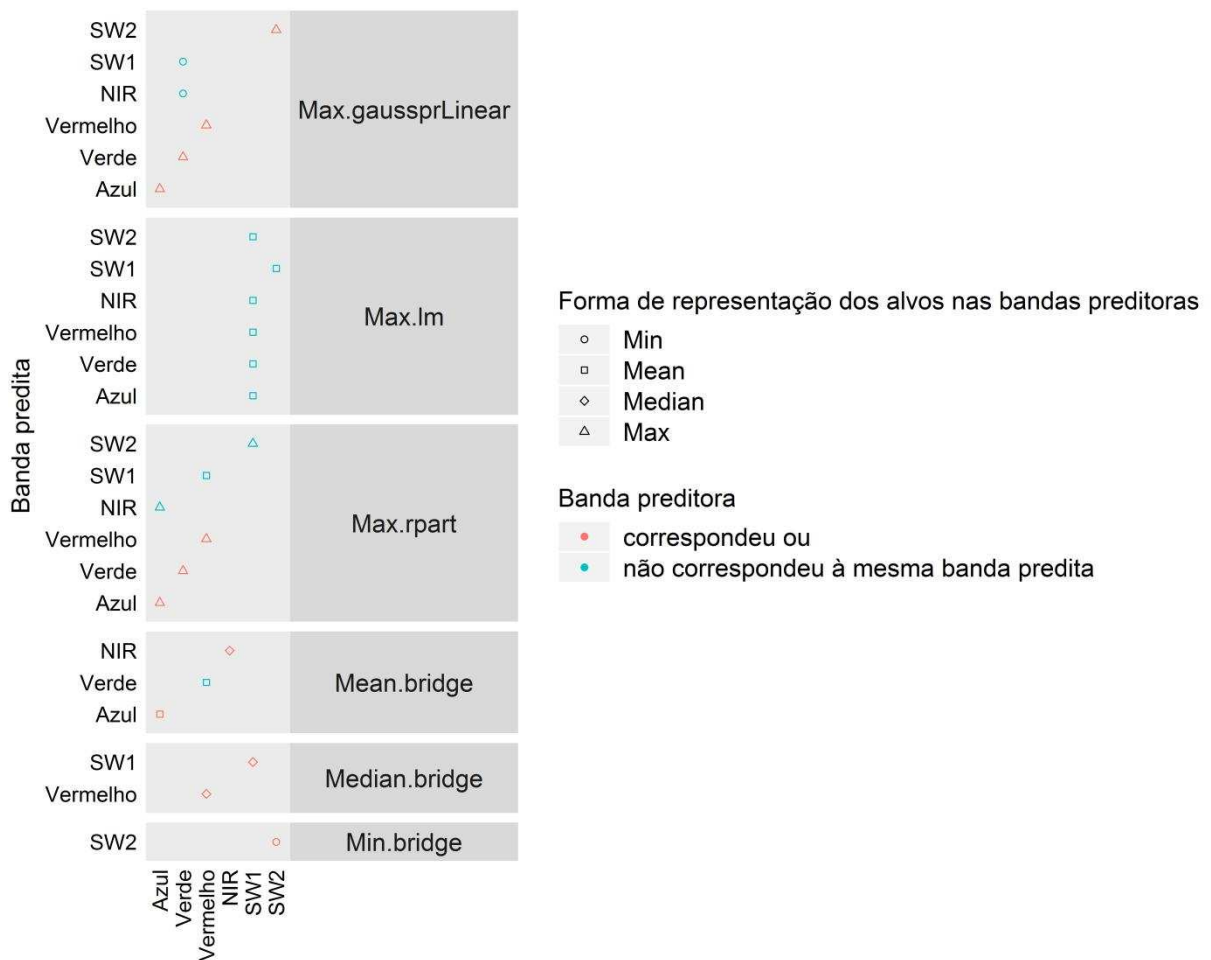 Banda predita
SW2
SW1
NIR
Vermelho
Verde
Azul
Max.gaussprLinear
SW2
SW1
NIR
Vermelho
Verde
Azul
Max.lm
SW2
SW1
NIR
Vermelho
Verde
Azul
Max.rpart
NIR
Verde
Azul
Mean.bridge
SW1
Vermelho
Median.bridge
SW2
Min.bridge
Azul
Verde
Vermelho
NIR
SW1
SW2
Forma de representação dos alvos nas bandas preditoras
Min
Mean
Median
Max
Banda preditora
correspondeu ou
não correspondeu à mesma banda predita